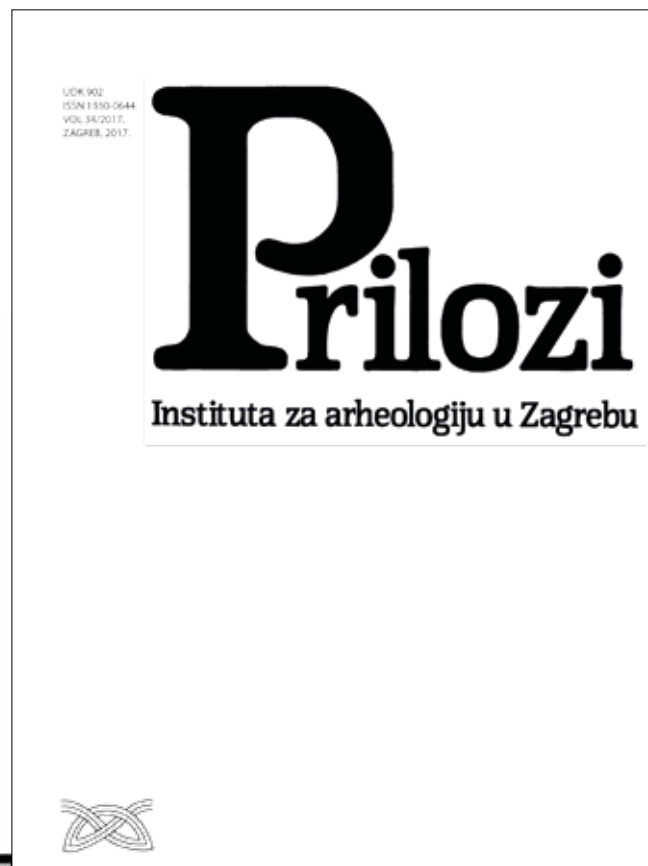 UDK 902
ISSN 1330-0644
VOL 34/2017.
ZAGREB, 2017.
Prilozi
Instituta za arheologiju u Zagrebu